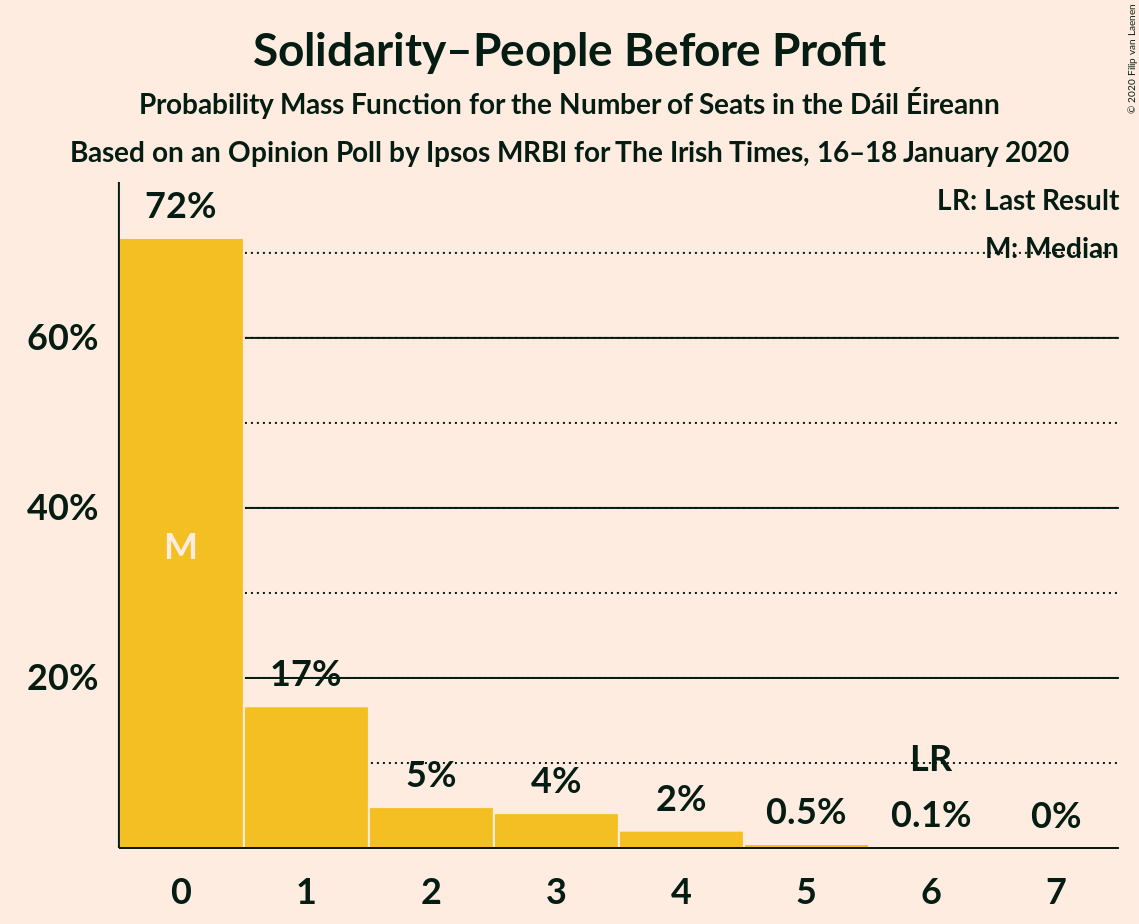 Solidarity–People Before Profit
Probability Mass Function for the Number of Seats in the Dáil Éireann
Based on an Opinion Poll by Ipsos MRBI for The Irish Times, 16–18 January 2020
© 2020 Filip van Laenen
LR: Last Result
M: Median
72%
60%
40%
M
20%
17%
5%
4%
2%
0.5%
LR
0.1%
0%
0 1 2 3 4 5 6 7